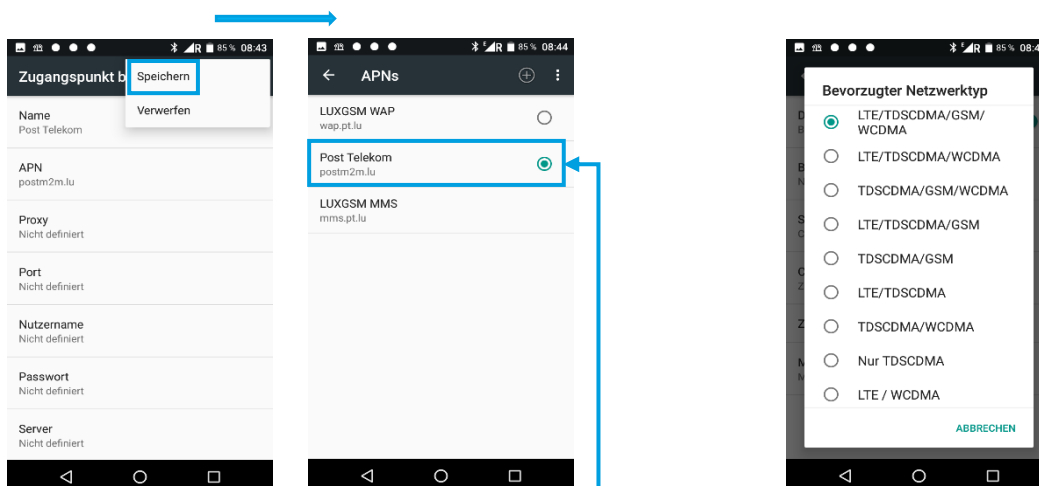 85 % 08:43
Zugangspunkt b
Speichern
Verwerfen
Name
Post Telekom
APN
postm2m.lu
Proxy
Nicht definiert
Port
Nicht definiert
Nutzername
Nicht definiert
Passwort
Nicht definiert
Server
Nicht definiert
R 85 % 08:44
APNs
LUXGSM WAP
wap.pt.lu
Post Telekom
postm2m.lu
LUXGSM MMS
mms.pt.lu
85 % 08:4
Bevorzugter Netzwerktyp
LTE/TDSCDMA/GSM/
WCDMA
LTE/TDSCDMA/WCDMA
TDSCDMA/GSM/WCDMA
LTE/TDSCDMA/GSM
TDSCDMA/GSM
LTE/TDSCDMA
TDSCDMA/WCDMA
Nur TDSCDMA
LTE / WCDMA
ABBRECHEN